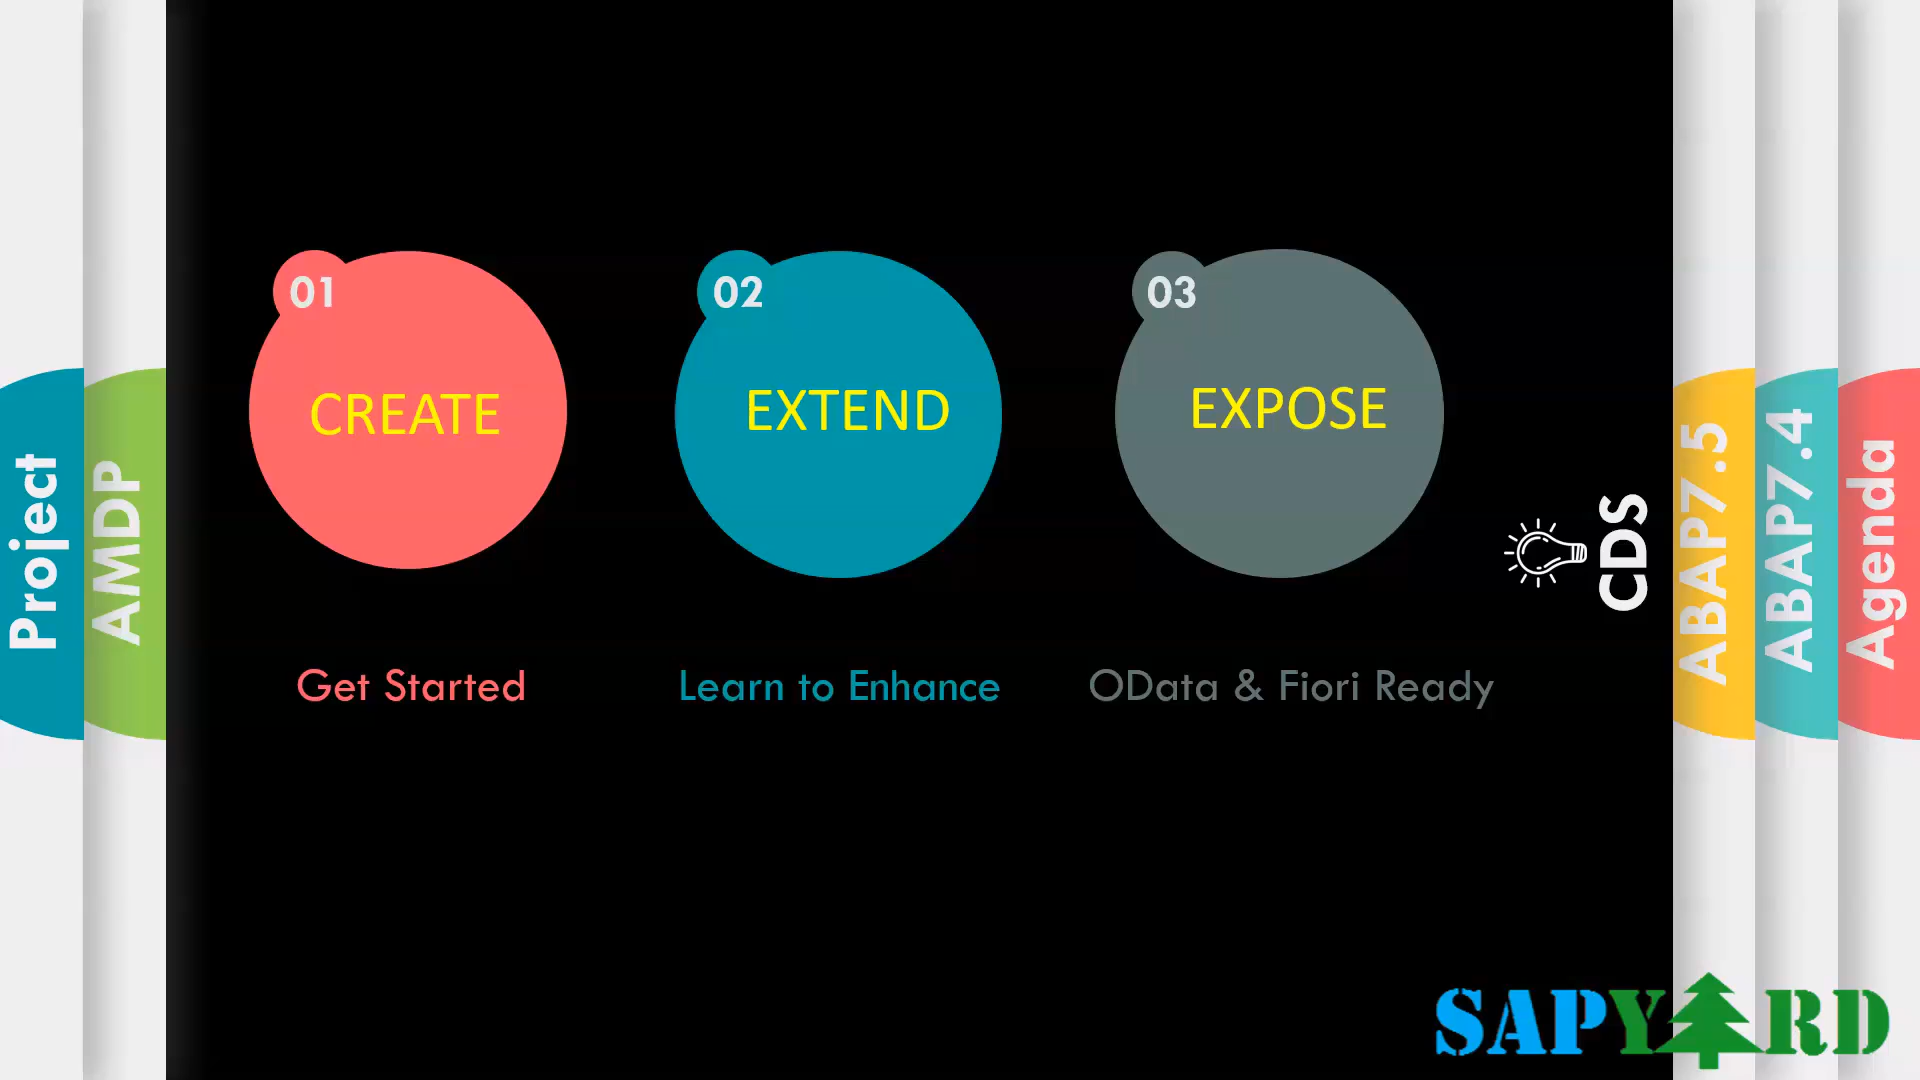 Project
AMDP
01
CREATE
Get Started
02
EXTEND
Learn to Enhance
03
EXPOSE
OData & Fiori Ready
CDS
ABAP7.5
ABAP7.4
Agenda
SAPYARD